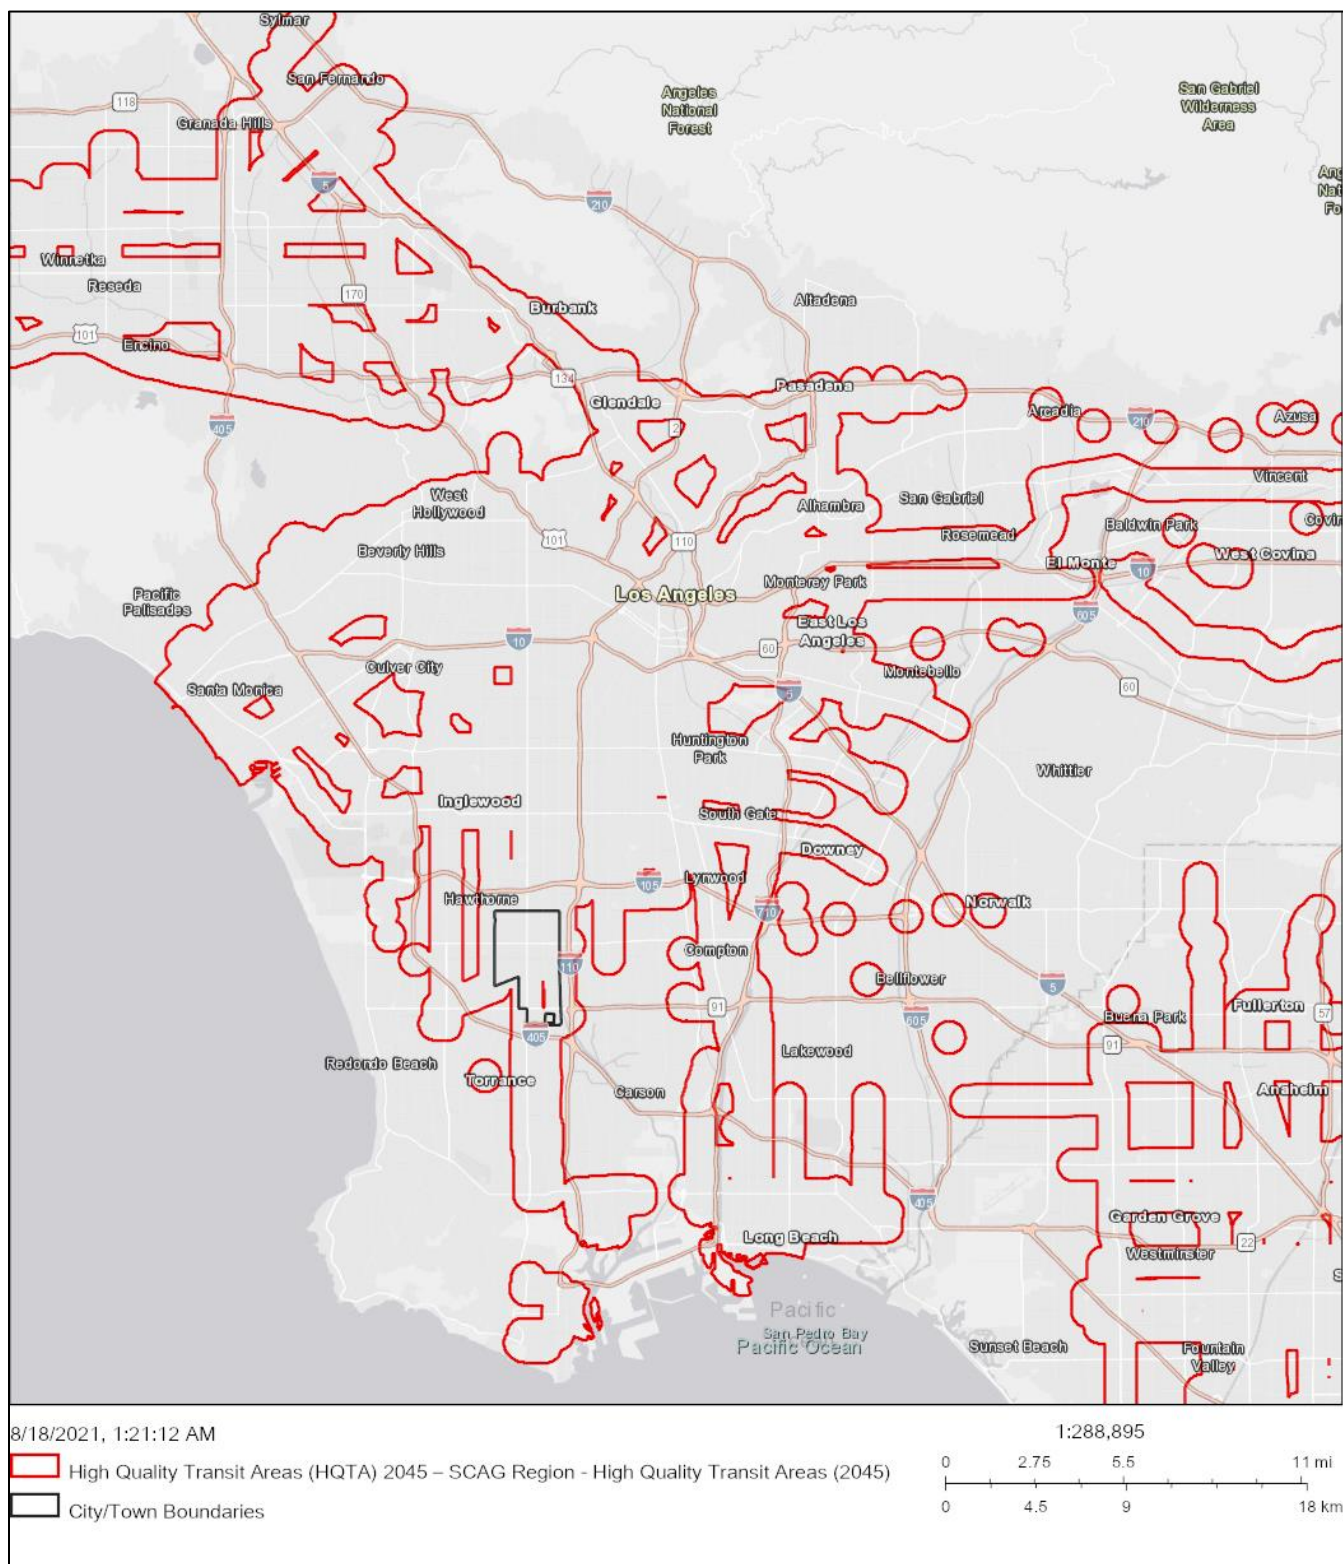 Sylmar
San Fernando
Angeles
National
Forest
San Gabriel
Wilderness
Area
118
Granada Hills
Ang
Nat
Fo
5
210
Winnetka
Reseda
170
Burbank
Altadena
101
Encino
134
Pasadena
Glendale
2
Arcadia
210
Azusa
405
West
Hollywood
Alhambra
San Gabriel
Vincent
Rosemead
Baldwin Park
Covin
101
110
Beverly Hills
El Monte
10
West Covina
Pacific
Palisades
Los Angeles
Monterey Park
605
East Los
Angeles
10
60
Culver City
Montebello
Santa Monica
5
60
Huntington
Park
Whittier
Inglewood
South Gate
Downey
Lynwood
105
Hawthorne
710
Norwalk
Compton
110
Bellflower
5
91
605
Buena Park
Fullerton
57
405
91
Redondo Beach
Torrance
Lakewood
Carson
Anaheim
405
Garden Grove
Long Beach
22
Westminster
S
Pacific
San Pedro Bay
Pacific Ocean
Sunset Beach
Fountain
Valley
8/18/2021, 1:21:12 AM
1:288,895
High Quality Transit Areas (HQTA) 2045 – SCAG Region - High Quality Transit Areas (2045)
City/Town Boundaries
0 2.75 5.5 11 mi
0 4.5 9 18 km